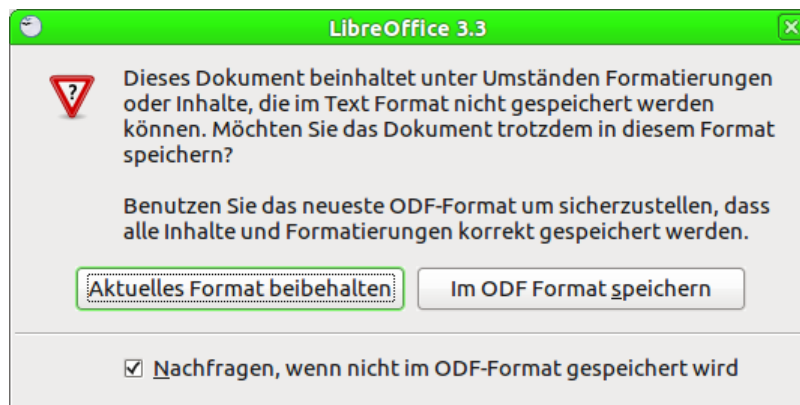 LibreOffice 3.3
Dieses Dokument beinhaltet unter Umständen Formatierungen
oder Inhalte, die im Text Format nicht gespeichert werden
können. Möchten Sie das Dokument trotzdem in diesem Format
speichern?
Benutzen Sie das neueste ODF-Format um sicherzustellen, dass
alle Inhalte und Formatierungen korrekt gespeichert werden.
Aktuelles Format beibehalten Im ODF Format speichern
Nachfragen, wenn nicht im ODF-Format gespeichert wird